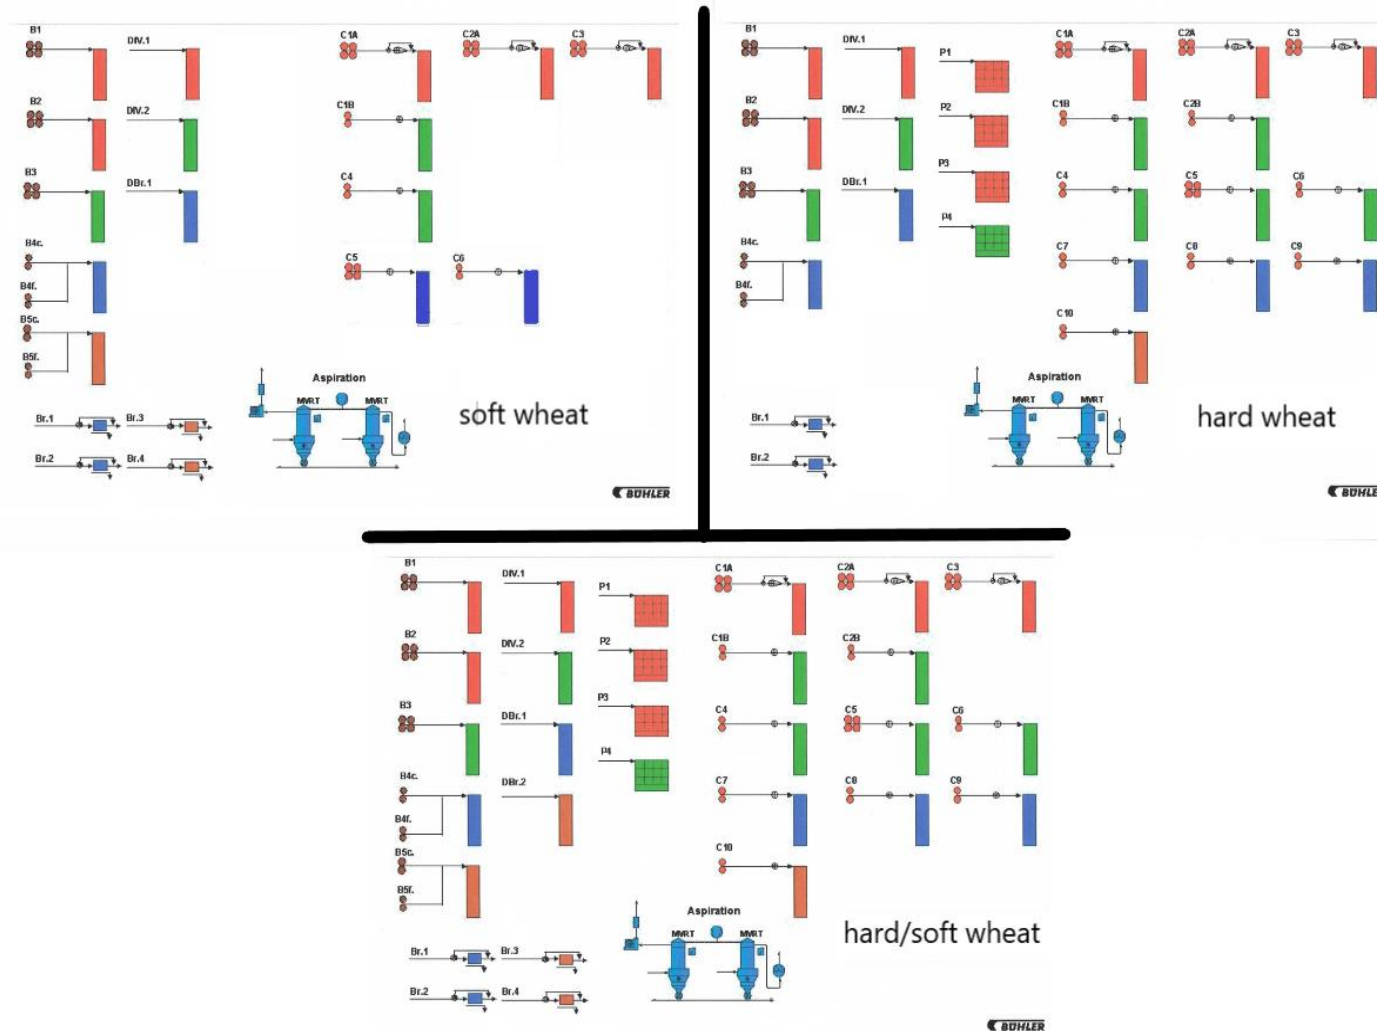 B1
DIV.1
C1A
C2A
C3
B2
DIV.2
C1B
B3
DBr.1
C4
B4c.
C5
C6
B4f.
B5c.
B5f.
Aspiration
MVRT
MVRT
soft wheat
Br.1
Br.3
Br.2
Br.4
BÜHLER
B1
DIV.1
P1
C1A
C2A
C3
B2
DIV.2
P2
C1B
C2B
B3
DBr.1
P3
C4
C5
C6
P4
B4c.
C7
C8
C9
B4f.
C10
Aspiration
MVRT
MVRT
hard wheat
Br.1
Br.2
BÜHLE
B1
DIV.1
P1
C1A
C2A
C3
B2
DIV.2
P2
C1B
C2B
B3
DBr.1
P3
C4
C5
C6
P4
B4c.
DBr.2
C7
C8
C9
B4f.
B5c.
C10
B5f.
Aspiration
MVRT
MVRT
hard/soft wheat
Br.1
Br.3
Br.2
Br.4
BÜHLER